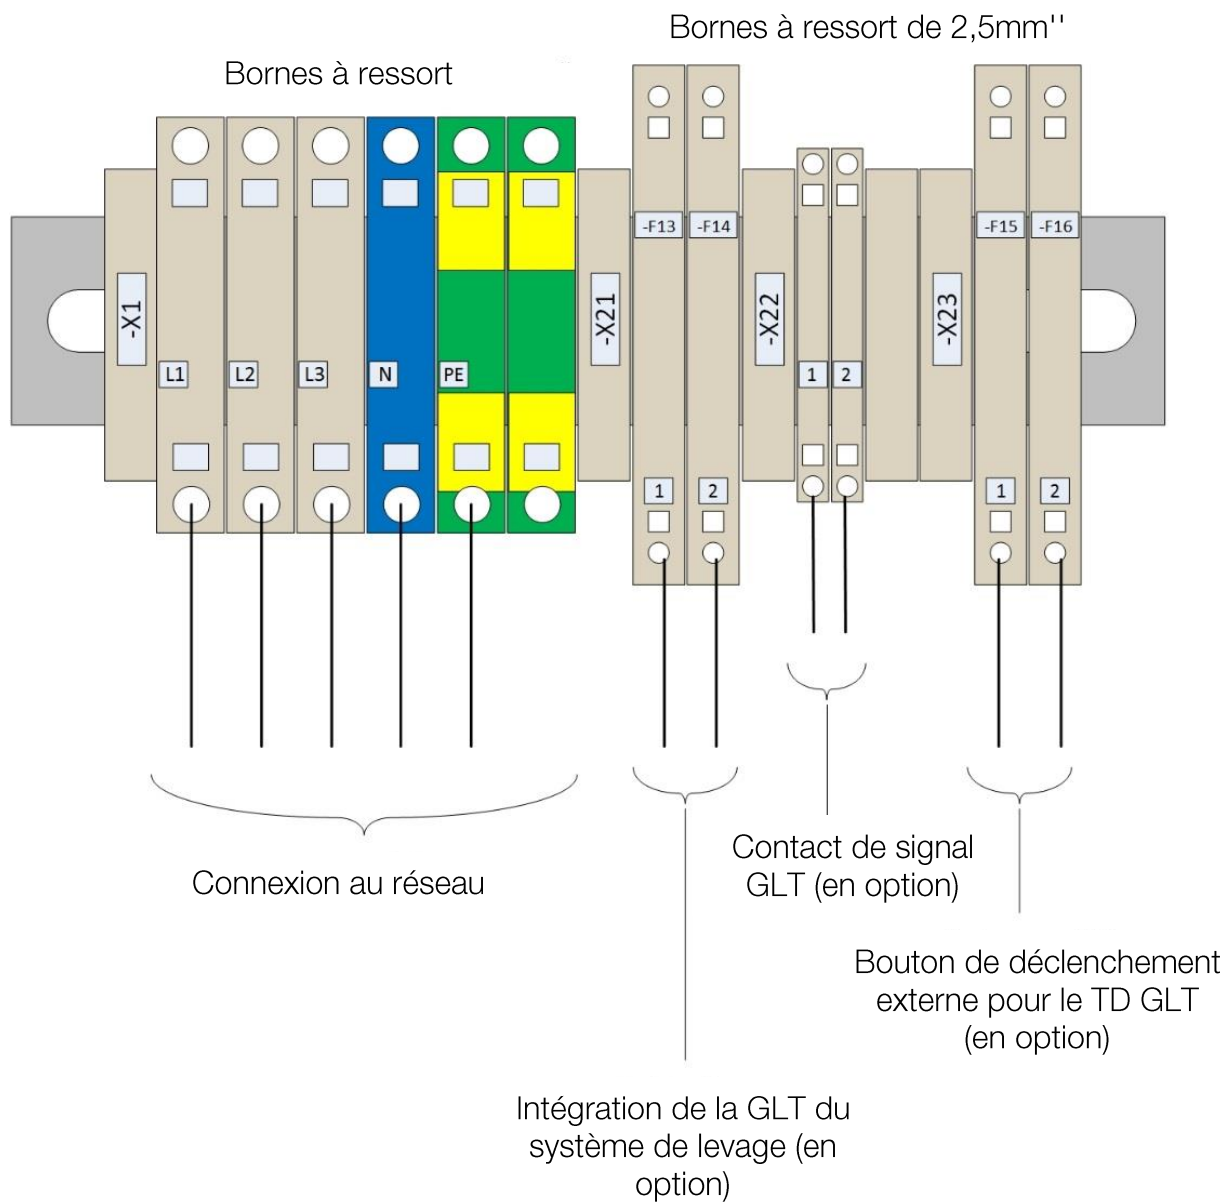 Bornes à ressort de 2,5mm''
Bornes à ressort
-F13
-F14
-F15
-F16
-X1
-X21
-X22
-X23
L1
L2
L3
N
PE
1
2
1
2
1
2
Contact de signal
GLT (en option)
Connexion au réseau
Bouton de déclenchement
externe pour le TD GLT
(en option)
Intégration de la GLT du
système de levage (en
option)